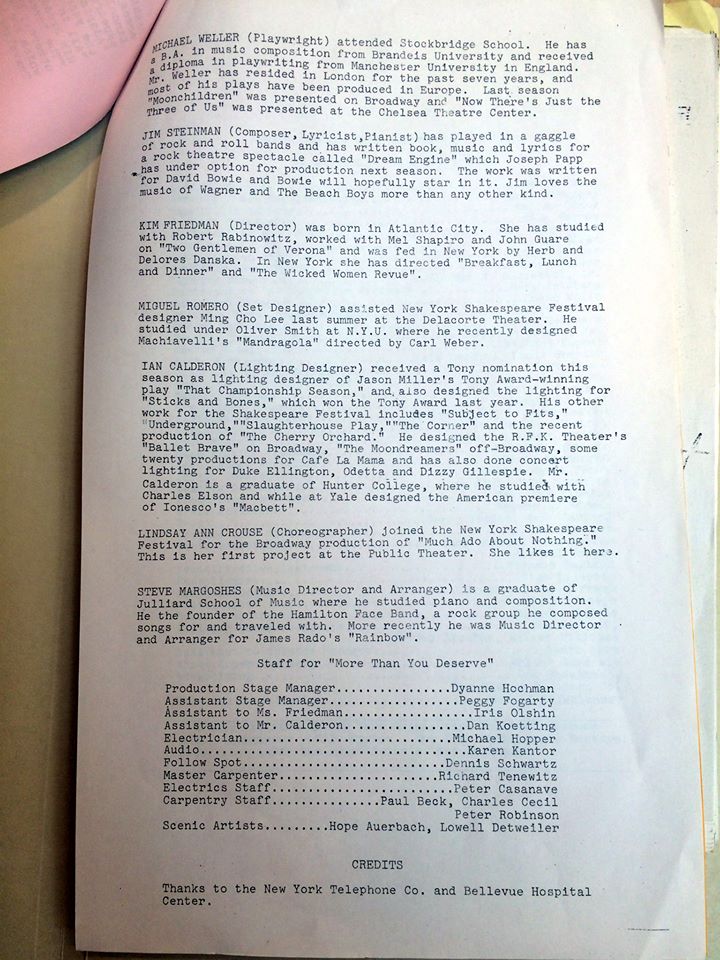 MICHAEL WELLER (Playwright) attended Stockbridge School. He has
a B.A. in music composition from Brandeis University and received
a diploma in playwriting from Manchester University in England.
Mr. Weller has resided in London for the past seven years, and
most of his plays have been produced in Europe. Last season
"Moonchildren" was presented on Broadway and "Now There's Just the
Three of Us" was presented at the Chelsea Theatre Center.
JIM STEINMAN (Composer, Lyricist, Pianist) has played in a gaggle
of rock and roll bands and has written book, music and lyrics for
a rock theatre spectacle called "Dream Engine" which Joseph Papp
has under option for production next season. The work was written
for David Bowie and Bowie will hopefully star in it. Jim loves the
music of Wagner and The Beach Boys more than any other kind.
KIM FRIEDMAN (Director) was born in Atlantic City. She has studied
with Robert Rabinowitz, worked with Mel Shapiro and John Guare
on "Two Gentlemen of Verona" and was fed in New York by Herb and
Delores Danska. In New York she has directed "Breakfast, Lunch
and Dinner" and "The Wicked Women Revue".
MIGUEL ROMERO (Set Designer) assisted New York Shakespeare Festival
designer Ming Cho Lee last summer at the Delacorte Theater. He
studied under Oliver Smith at N.Y.U. where he recently designed
Machiavelli's "Mandragola" directed by Carl Weber.
IAN CALDERON (Lighting Designer) received a Tony nomination this
season as lighting designer of Jason Miller's Tony Award-winning
play "That Championship Season," and also designed the lighting for
"Sticks and Bones," which won the Tony Award last year. His other
work for the Shakespeare Festival includes "Subject to Fits,"
"Underground,""Slaughterhouse Play,""The Corner" and the recent
production of "The Cherry Orchard." He designed the R.F.K. Theater's
"Ballet Brave" on Broadway, "The Moondreamers" off-Broadway, some
twenty productions for Cafe La Mama and has also done concert
lighting for Duke Ellington, Odetta and Dizzy Gillespie. Mr.
Calderon is a graduate of Hunter College, where he studied with
Charles Elson and while at Yale designed the American premiere
of Ionesco's "Macbett".
LINDSAY ANN CROUSE (Choreographer) joined the New York Shakespeare
Festival for the Broadway production of "Much Ado About Nothing."
This is her first project at the Public Theater. She likes it here.
STEVE MARGOSHES (Music Director and Arranger) is a graduate of
Julliard School of Music where he studied piano and composition.
He the founder of the Hamilton Face Band, a rock group he composed
songs for and traveled with. More recently he was Music Director
and Arranger for James Rado's "Rainbow".
Staff for "More Than You Deserve"
Production Stage Manager................Dyanne Hochman
Assistant Stage Manager..................Peggy Fogarty
Assistant to Ms. Friedman..................Iris Olshin
Assistant to Mr. Calderon.................Dan Koetting
Electrician.............................Michael Hopper
Audio.....................................Karen Kantor
Follow Spot............................Dennis Schwartz
Master Carpenter......................Richard Tenewitz
Electrics Staff.........................Peter Casanave
Carpentry Staff...............Paul Beck, Charles Cecil
Peter Robinson
Scenic Artists.........Hope Auerbach, Lowell Detweiler
CREDITS
Thanks to the New York Telephone Co. and Bellevue Hospital
Center.